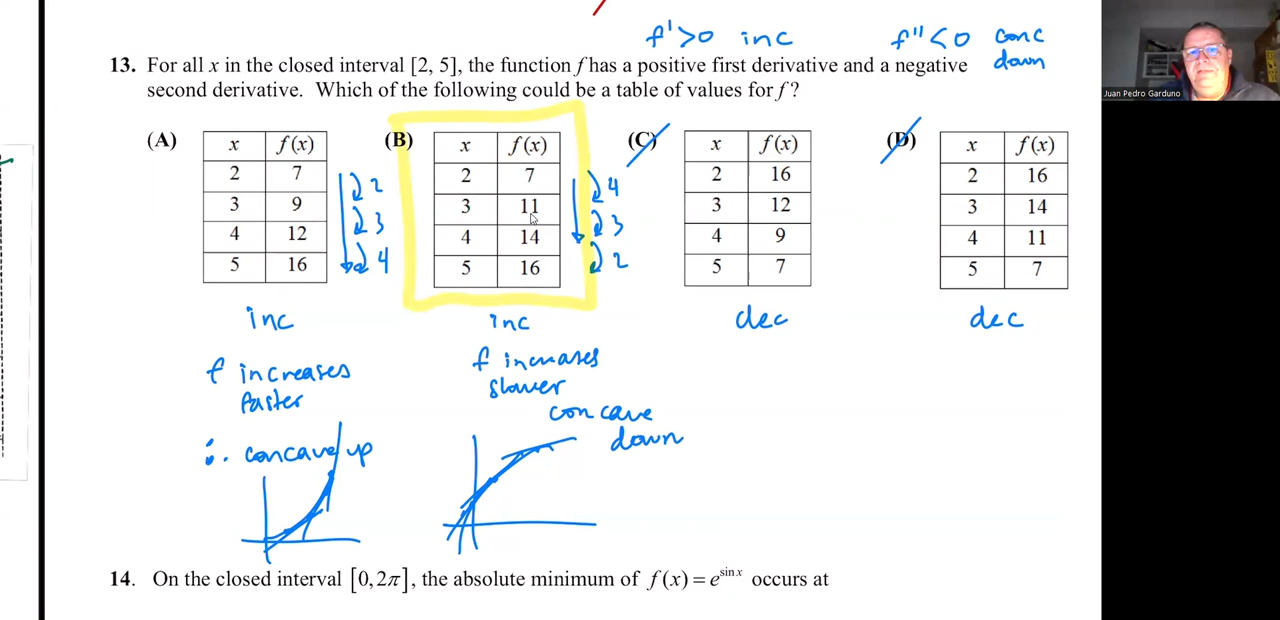 f'>0 inc f''<0 conc down
Juan Pedro Garduno
13. For all x in the closed interval [2, 5], the function f has a positive first derivative and a negative
second derivative. Which of the following could be a table of values for f?
(A)
x f(x)
2 7
3 9
4 12
5 16
2
3
4
(B)
x f(x)
2 7
3 11
4 14
5 16
4
3
2
(C)
x f(x)
2 16
3 12
4 9
5 7
(D)
x f(x)
2 16
3 14
4 11
5 7
inc inc dec dec
f increases
faster
∴ concave up
f increases
slower
concave
down
14. On the closed interval [0, 2π], the absolute minimum of f(x) = e^{sin x} occurs at